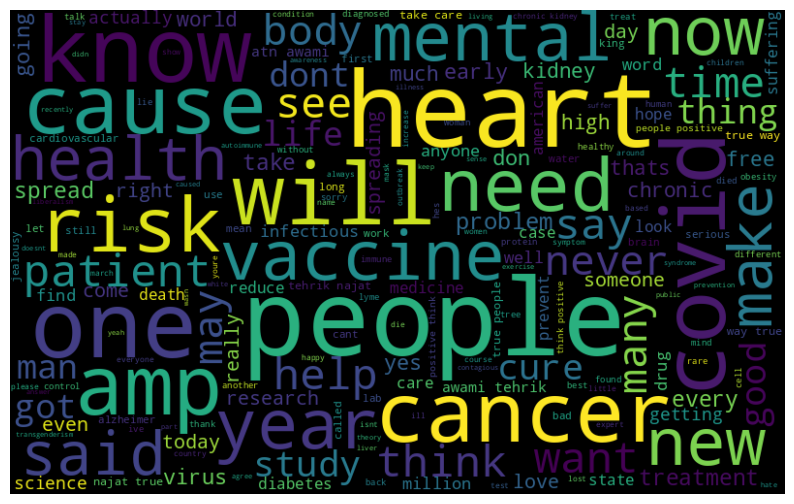 going
actually
world
know
cause
health
spread
right
risk
patient
find
come
death
man
one
may
amp
got
even
said
science
today
najat true
virus
year
study
diabetes
research
alzheimer
help
really
reduce
tehrik najat
vaccine
will
mean
infectious
heart
see
life
take
dont
body
atn awami
much
early
mental
take care
chronic kidney
kidney
day
word
hope
now
time
thing
suffering
people positive
true way
high
american
anyone
don
need
thats
chronic
free
covid
make
say
problem
case
look
serious
never
someone
well
protein
medicine
prevent
people
true people
cure
yes
care
awami tehrik
cancer
think
love
million
state
want
treatment
new
getting
every
drug
many
good
way true
think positive
positive think
spreading
cardiovascular
without
autoimmune
recently
jealousy
transgenderism
please
control
everyone
country
another
thank
called
lab
happy
cant
die
immune
lyme
contagious
course
theory
liver
isnt
agree
back
test
expert
ill
bad
best
found
little
lost
hate
rare
cell
mind
public
prevention
different
syndrome
symptom
brain
exercise
women
work
sorry
long
name
outbreak
mask
keep
always
sense
healthy
around
human
water
woman
increase
illness
awareness
living
treat
king
children
condition
diagnosed
first
talk
stay
didn
show
lie
let
still
use
caused
died
based
obesity
doesnt
made
march
lung
yeah
youre
white
hes
tree
live
part
suffer